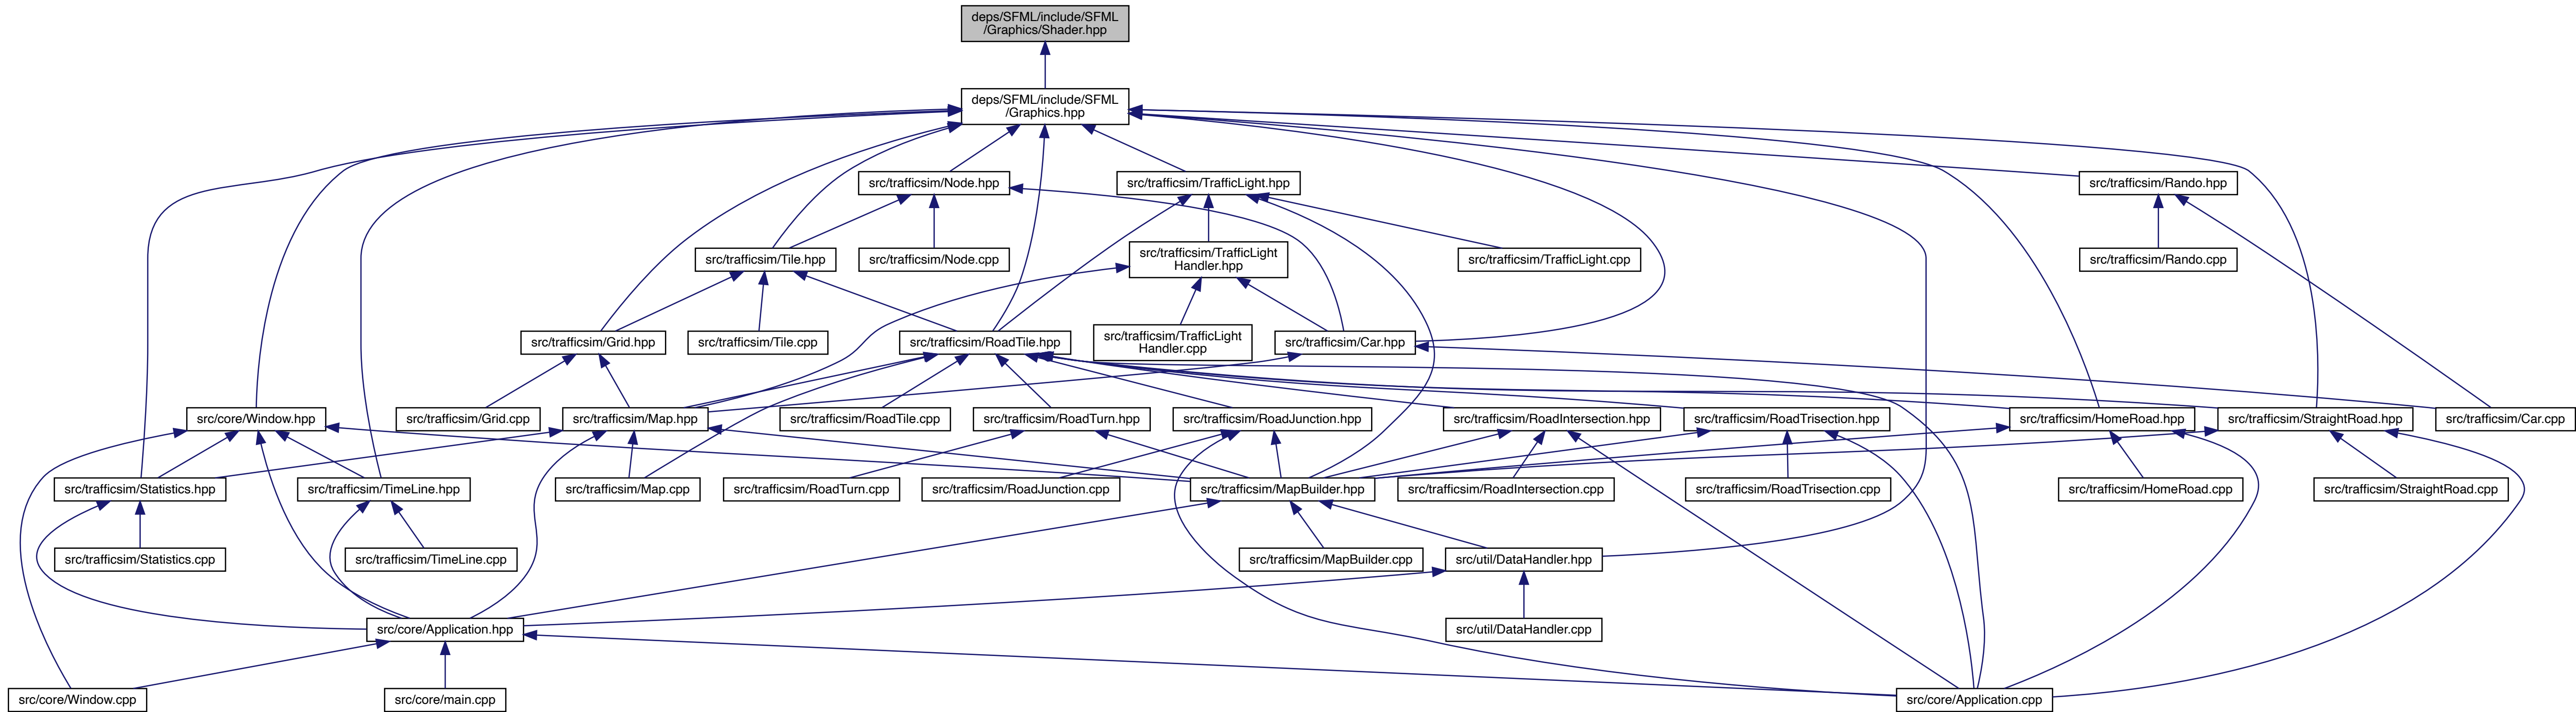 deps/SFML/include/SFML
/Graphics/Shader.hpp
deps/SFML/include/SFML
/Graphics.hpp
src/trafficsim/Node.hpp
src/trafficsim/TrafficLight.hpp
src/trafficsim/Rando.hpp
src/trafficsim/Tile.hpp
src/trafficsim/Node.cpp
src/trafficsim/TrafficLight
Handler.hpp
src/trafficsim/TrafficLight.cpp
src/trafficsim/Rando.cpp
src/trafficsim/Grid.hpp
src/trafficsim/Tile.cpp
src/trafficsim/RoadTile.hpp
src/trafficsim/TrafficLight
Handler.cpp
src/trafficsim/Car.hpp
src/core/Window.hpp
src/trafficsim/Grid.cpp
src/trafficsim/Map.hpp
src/trafficsim/RoadTile.cpp
src/trafficsim/RoadTurn.hpp
src/trafficsim/RoadJunction.hpp
src/trafficsim/RoadIntersection.hpp
src/trafficsim/RoadTrisection.hpp
src/trafficsim/HomeRoad.hpp
src/trafficsim/StraightRoad.hpp
src/trafficsim/Car.cpp
src/trafficsim/Statistics.hpp
src/trafficsim/TimeLine.hpp
src/trafficsim/Map.cpp
src/trafficsim/RoadTurn.cpp
src/trafficsim/RoadJunction.cpp
src/trafficsim/MapBuilder.hpp
src/trafficsim/RoadIntersection.cpp
src/trafficsim/RoadTrisection.cpp
src/trafficsim/HomeRoad.cpp
src/trafficsim/StraightRoad.cpp
src/trafficsim/Statistics.cpp
src/trafficsim/TimeLine.cpp
src/trafficsim/MapBuilder.cpp
src/util/DataHandler.hpp
src/core/Application.hpp
src/util/DataHandler.cpp
src/core/Window.cpp
src/core/main.cpp
src/core/Application.cpp